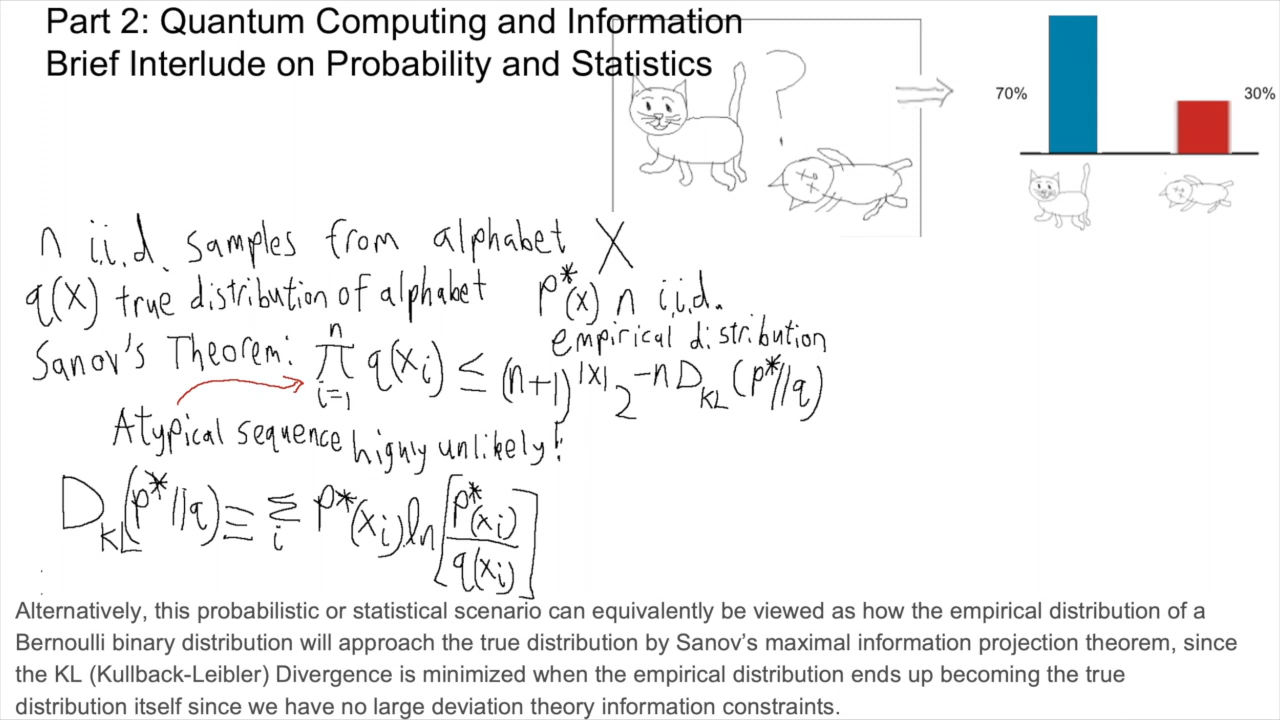 Part 2: Quantum Computing and Information
Brief Interlude on Probability and Statistics
?
70%
30%
n i.i.d. samples from alphabet X
q(x) true distribution of alphabet p*(x) n i.i.d.
empirical distribution
Sanov's Theorem: ∏_{i=1}^{n} q(x_i) ≤ (n+1)^{|X|} 2^{-n D_{KL}(p*||q)}
Atypical sequence highly unlikely!
D_{KL}(p*||q) ≡ Σ_i p*(x_i) ln[p*(x_i)/q(x_i)]
Alternatively, this probabilistic or statistical scenario can equivalently be viewed as how the empirical distribution of a
Bernoulli binary distribution will approach the true distribution by Sanov's maximal information projection theorem, since
the KL (Kullback-Leibler) Divergence is minimized when the empirical distribution ends up becoming the true
distribution itself since we have no large deviation theory information constraints.